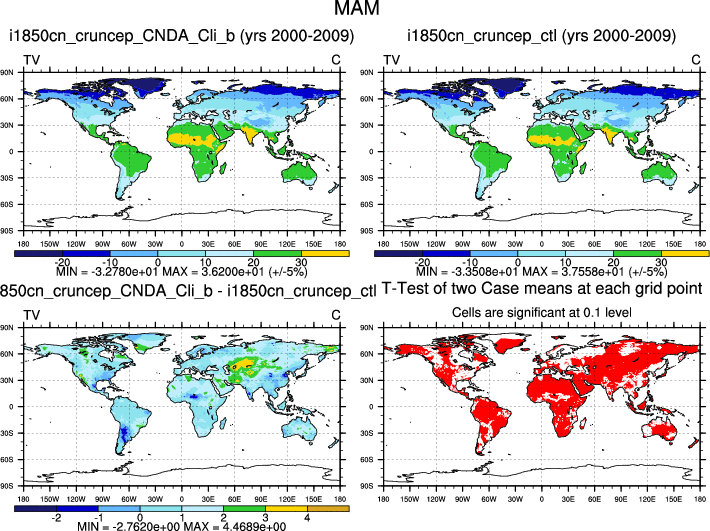 MAM
i1850cn_cruncep_CNDA_Cli_b (yrs 2000-2009)
i1850cn_cruncep_ctl (yrs 2000-2009)
TV C
TV C
90N
60N
30N
0
30S
60S
90S
180 150W 120W 90W 60W 30W 0 30E 60E 90E 120E 150E 180
90N
60N
30N
0
30S
60S
90S
180 150W 120W 90W 60W 30W 0 30E 60E 90E 120E 150E 180
-20 -10 0 10 20 30
MIN = -3.2780e+01 MAX = 3.6200e+01 (+/-5%)
-20 -10 0 10 20 30
MIN = -3.3508e+01 MAX = 3.7558e+01 (+/-5%)
850cn_cruncep_CNDA_Cli_b - i1850cn_cruncep_ctl
T-Test of two Case means at each grid point
TV C
Cells are significant at 0.1 level
90N
60N
30N
0
30S
60S
90S
180 150W 120W 90W 60W 30W 0 30E 60E 90E 120E 150E 180
90N
60N
30N
0
30S
60S
90S
180 150W 120W 90W 60W 30W 0 30E 60E 90E 120E 150E 180
-2 -1 0 1 2 3 4
MIN = -2.7620e+00 MAX = 4.4689e+00